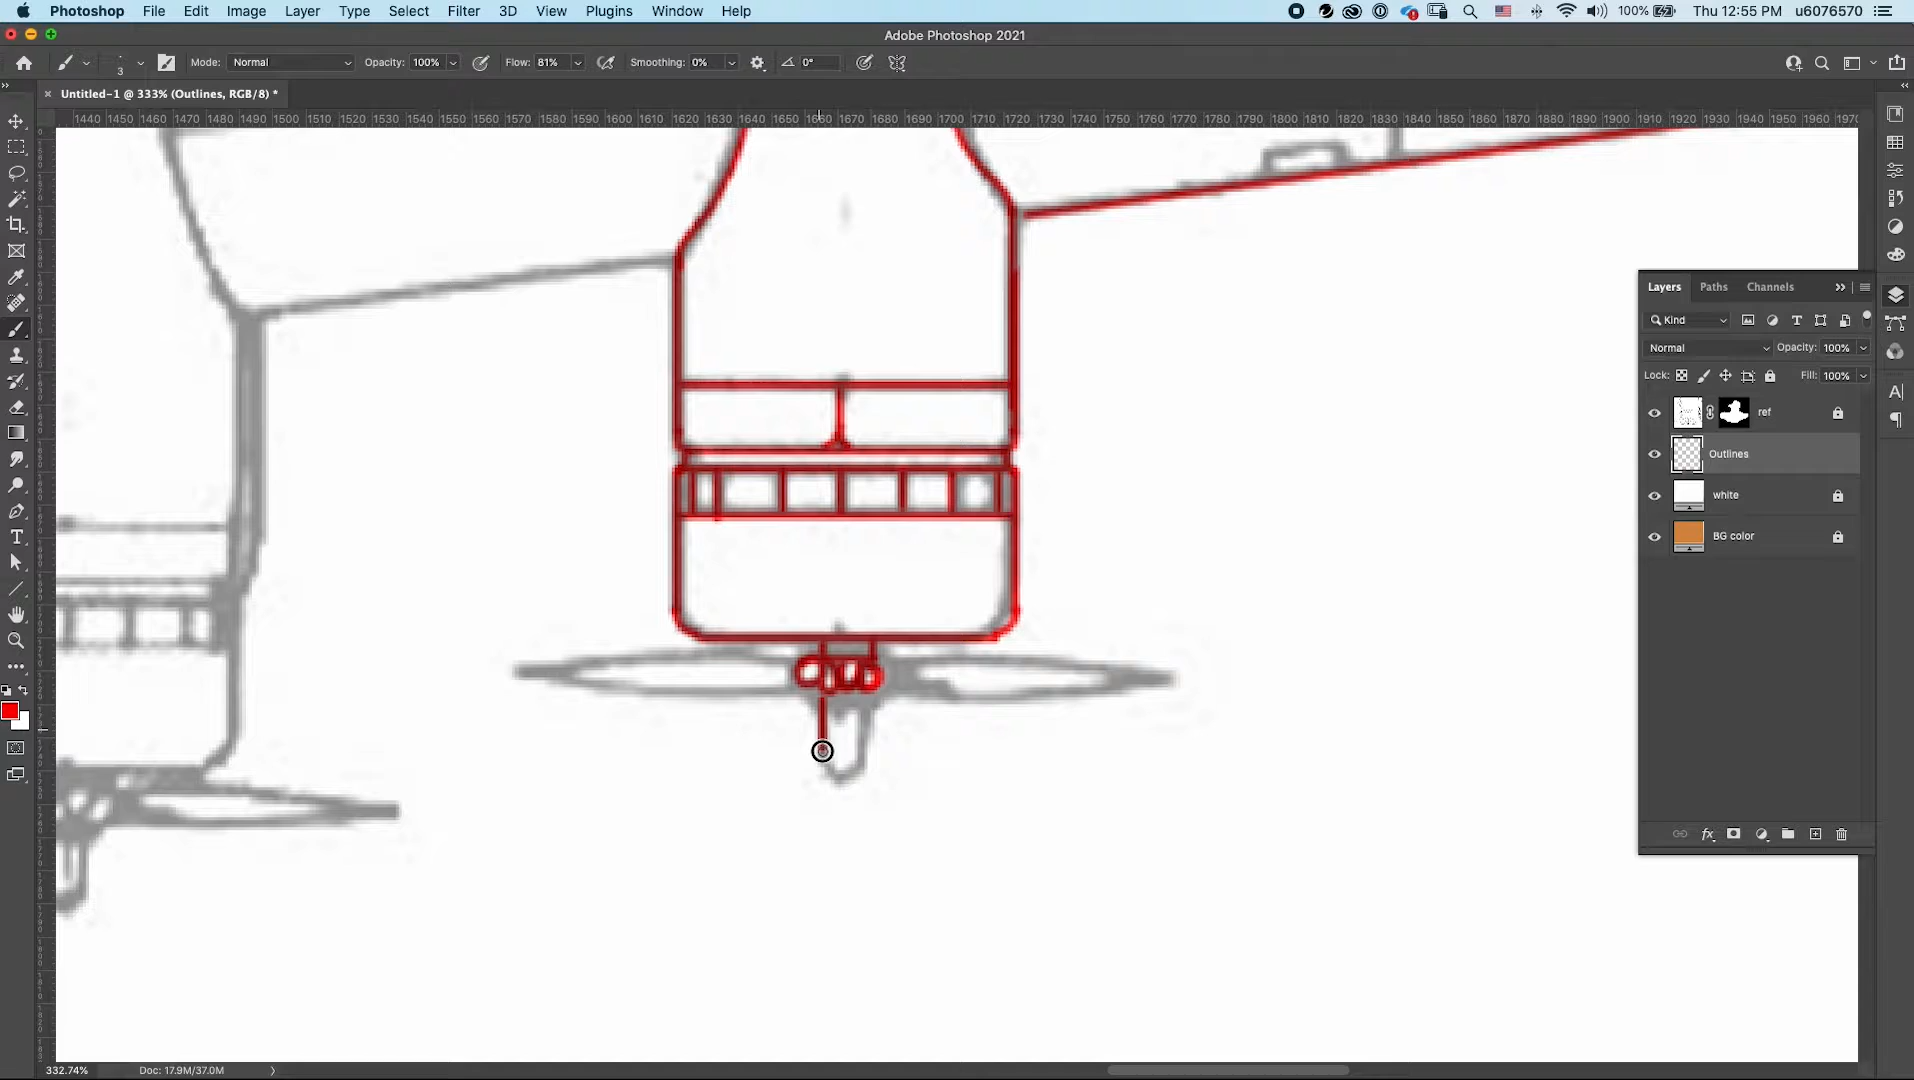 Photoshop File Edit Image Layer Type Select Filter 3D View Plugins Window Help 100% Thu 12:55 PM u6076570
Adobe Photoshop 2021
3 Mode: Normal Opacity: 100% Flow: 81% Smoothing: 0% 0°
Untitled-1 @ 333% (Outlines, RGB/8) *
1440 1450 1460 1470 1480 1490 1500 1510 1520 1530 1540 1550 1560 1570 1580 1590 1600 1610 1620 1630 1640 1650 1660 1670 1680 1690 1700 1710 1720 1730 1740 1750 1760 1770 1780 1790 1800 1810 1820 1830 1840 1850 1860 1870 1880 1890 1900 1910 1920 1930 1940 1950 1960 1970
Layers Paths Channels
Kind
Normal Opacity: 100%
Lock: Fill: 100%
ref
Outlines
white
BG color
332.74% Doc: 17.9M/37.0M